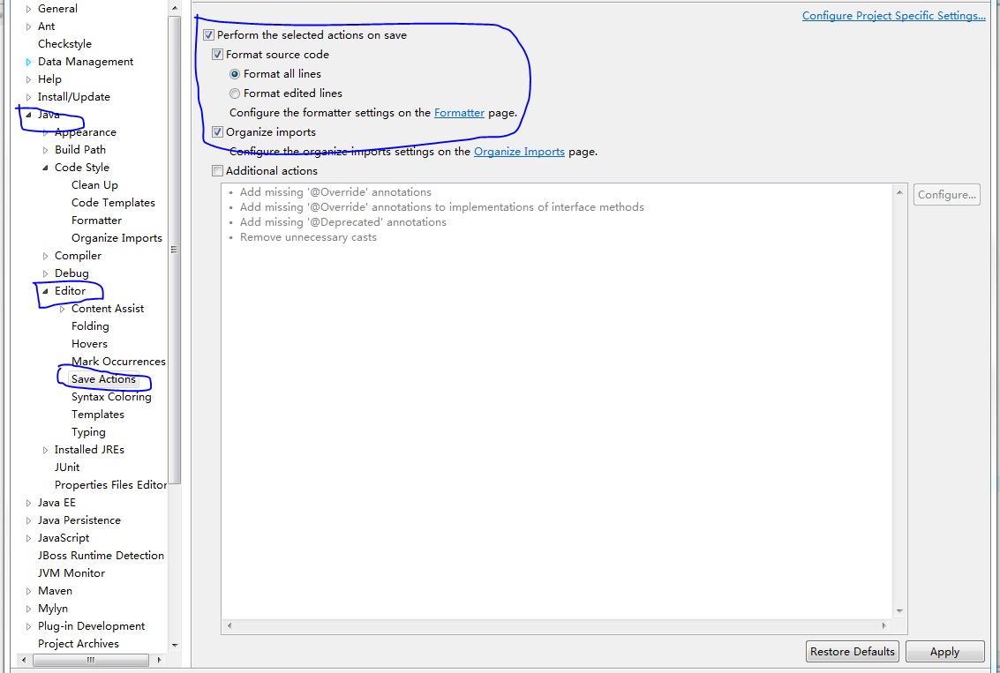 General
Ant
Checkstyle
Data Management
Help
Install/Update
Java
Appearance
Build Path
Code Style
Clean Up
Code Templates
Formatter
Organize Imports
Compiler
Debug
Editor
Content Assist
Folding
Hovers
Mark Occurrences
Save Actions
Syntax Coloring
Templates
Typing
Installed JREs
JUnit
Properties Files Editor
Java EE
Java Persistence
JavaScript
JBoss Runtime Detection
JVM Monitor
Maven
Mylyn
Plug-in Development
Project Archives
Configure Project Specific Settings...
Perform the selected actions on save
Format source code
Format all lines
Format edited lines
Configure the formatter settings on the Formatter page.
Organize imports
Configure the organize imports settings on the Organize Imports page.
Additional actions
• Add missing '@Override' annotations
• Add missing '@Override' annotations to implementations of interface methods
• Add missing '@Deprecated' annotations
• Remove unnecessary casts
Configure...
Restore Defaults
Apply